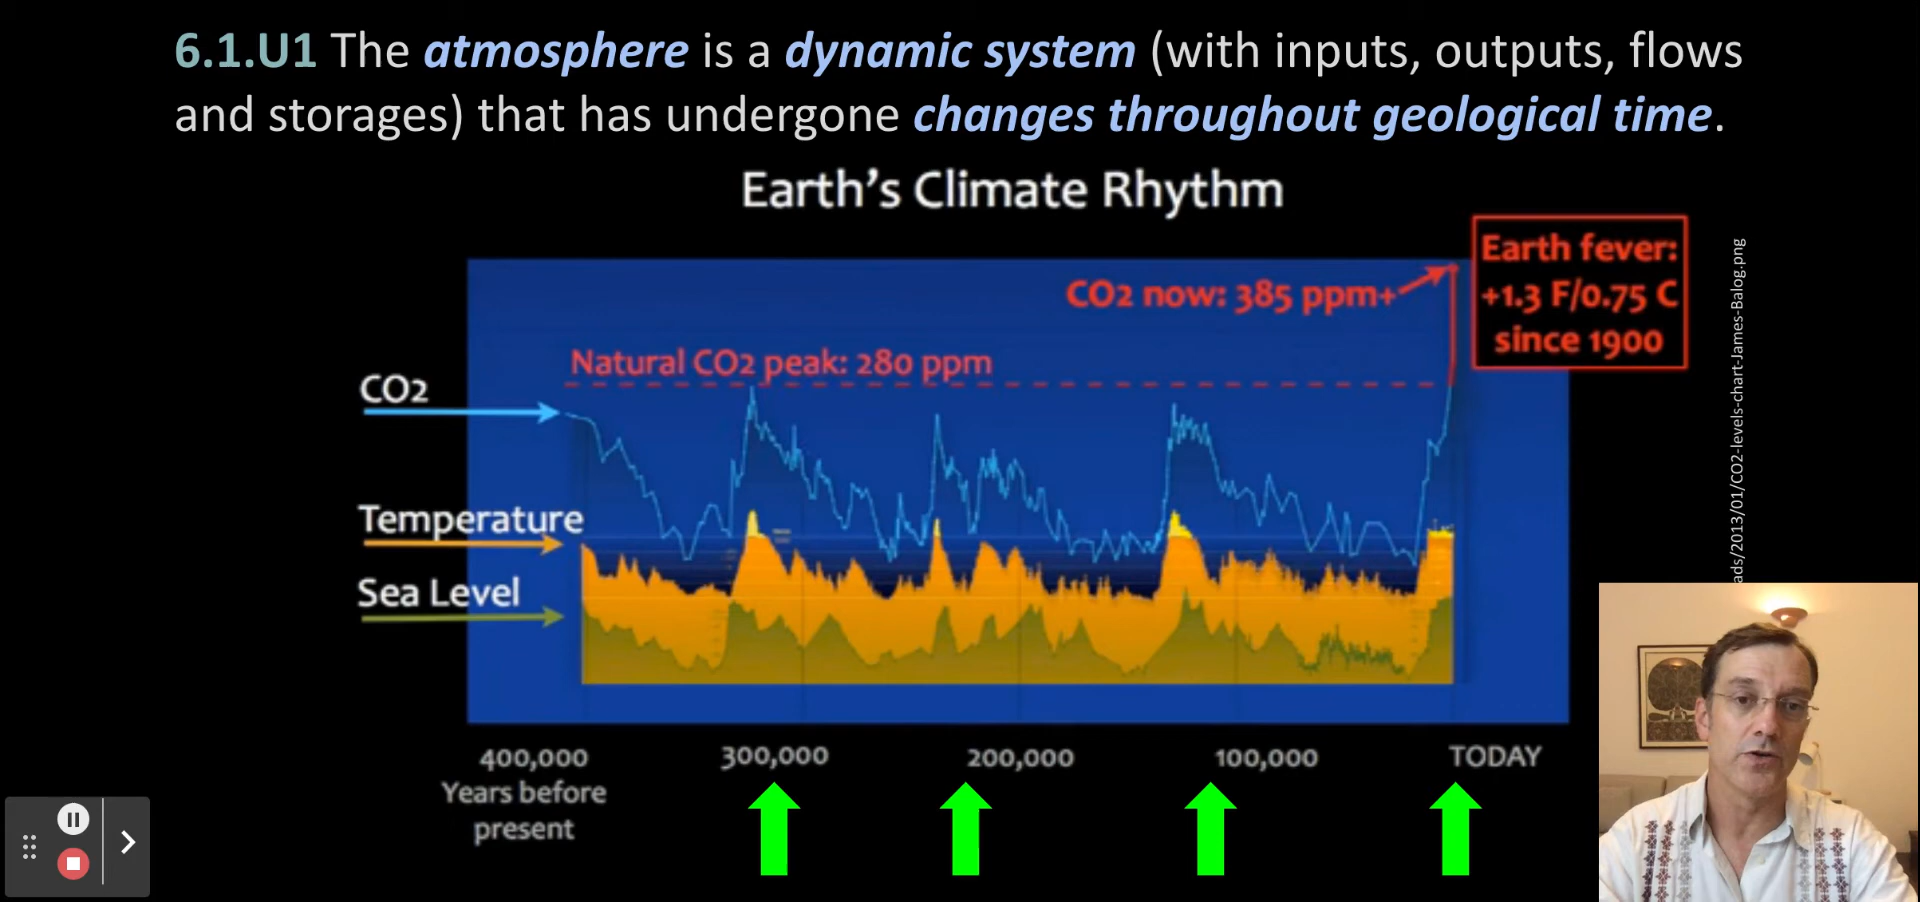 6.1.U1 The atmosphere is a dynamic system (with inputs, outputs, flows
and storages) that has undergone changes throughout geological time.
Earth's Climate Rhythm
Earth fever:
+1.3 F/0.75 C
since 1900
CO2 now: 385 ppm+
Natural CO2 peak: 280 ppm
CO2
Temperature
Sea Level
400,000
Years before
present
300,000
200,000
100,000
TODAY
ads/2013/01/CO2-levels-chart-James-Balog.png